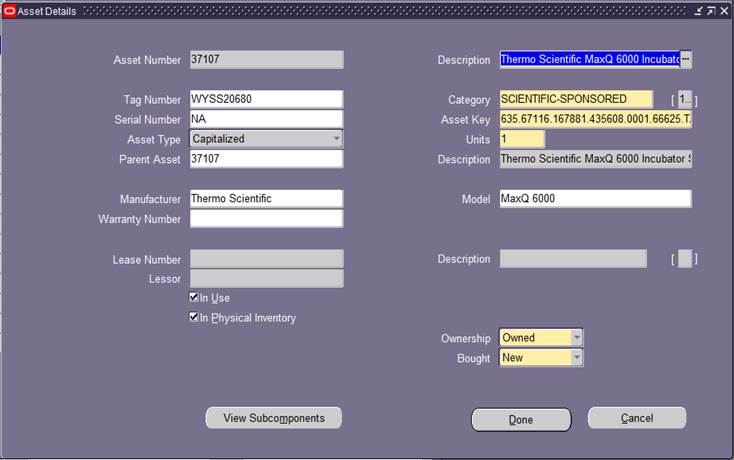 Asset Details
Asset Number 37107 Description Thermo Scientific MaxQ 6000 Incubato ...
Tag Number WYSS20680 Category SCIENTIFIC-SPONSORED [ 1.. ]
Serial Number NA Asset Key 635.67116.167881.435608.0001.66625.T.
Asset Type Capitalized Units 1
Parent Asset 37107 Description Thermo Scientific MaxQ 6000 Incubator S
Manufacturer Thermo Scientific Model MaxQ 6000
Warranty Number
Lease Number Description [ ]
Lessor
In Use
In Physical Inventory
Ownership Owned
Bought New
View Subcomponents Done Cancel